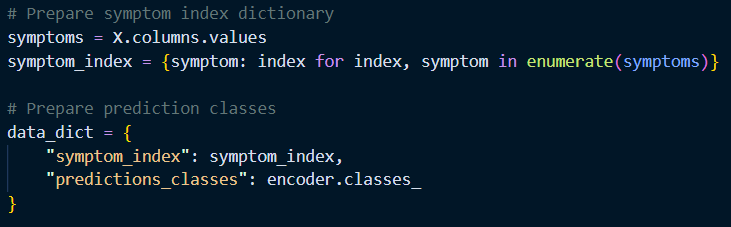 # Prepare symptom index dictionary
symptoms = X.columns.values
symptom_index = {symptom: index for index, symptom in enumerate(symptoms)}
# Prepare prediction classes
data_dict = {
    "symptom_index": symptom_index,
    "predictions_classes": encoder.classes_
}